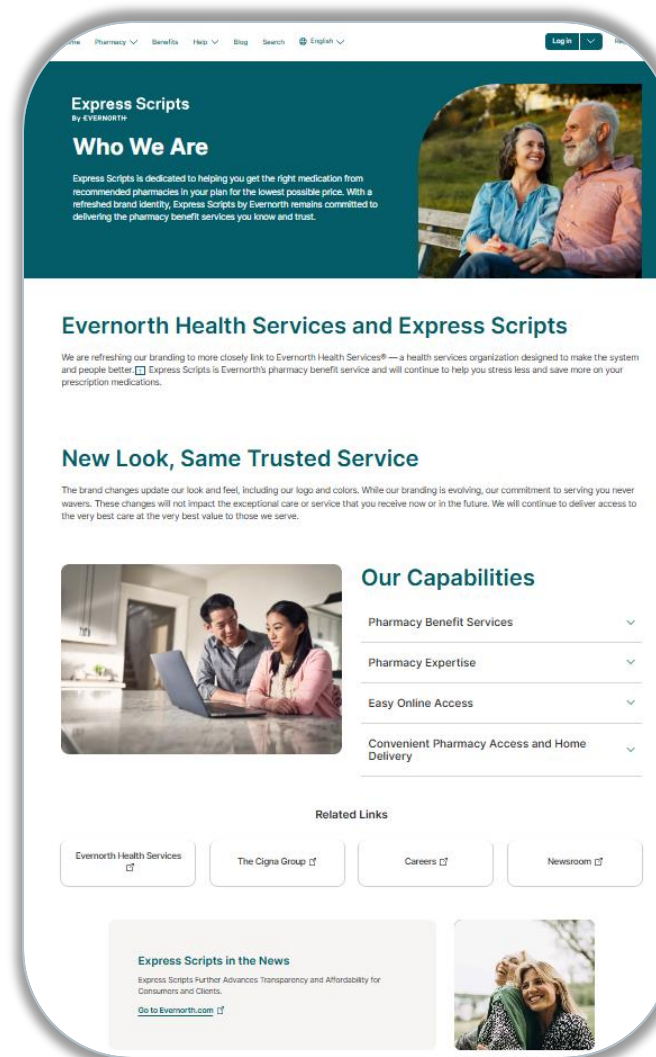 Pharmacy
Benefits
Help
Blog
Search
English
Log in
Express Scripts
By EVERNORTH
Who We Are
Express Scripts is dedicated to helping you get the right medication from
recommended pharmacies in your plan for the lowest possible price. With a
refreshed brand identity, Express Scripts by Evernorth remains committed to
delivering the pharmacy benefit services you know and trust.
Evernorth Health Services and Express Scripts
We are refreshing our branding to more closely link to Evernorth Health Services® — a health services organization designed to make the system
and people better. Express Scripts is Evernorth's pharmacy benefit service and will continue to help you stress less and save more on your
prescription medications.
New Look, Same Trusted Service
The brand changes update our look and feel, including our logo and colors. While our branding is evolving, our commitment to serving you never
wavers. These changes will not impact the exceptional care or service that you receive now or in the future. We will continue to deliver access to
the very best care at the very best value to those we serve.
Our Capabilities
Pharmacy Benefit Services
Pharmacy Expertise
Easy Online Access
Convenient Pharmacy Access and Home
Delivery
Related Links
Evernorth Health Services
The Cigna Group
Careers
Newsroom
Express Scripts in the News
Express Scripts Further Advances Transparency and Affordability for
Consumers and Clients.
Go to Evernorth.com